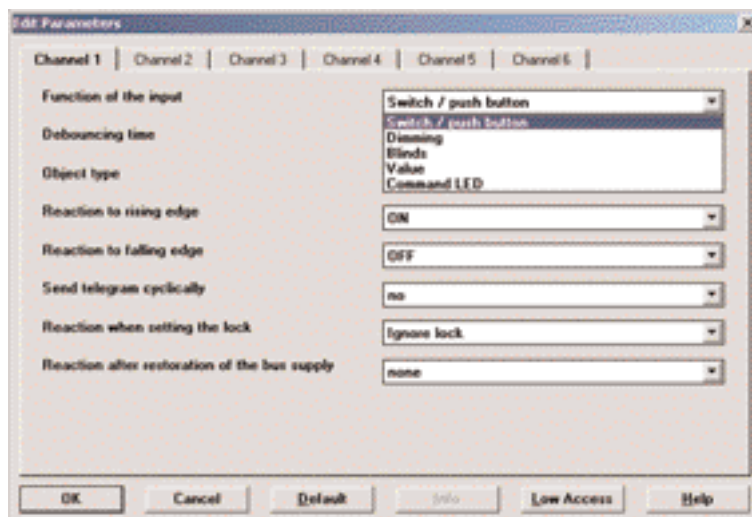 Edit Parameters
Channel 1 Channel 2 Channel 3 Channel 4 Channel 5 Channel 6
Function of the input Switch / push button
Switch / push button
Debouncing time Dimming
Blinds
Object type Value
Command LED
Reaction to rising edge ON
Reaction to falling edge OFF
Send telegram cyclically no
Reaction when setting the lock Ignore lock
Reaction after restoration of the bus supply none
OK Cancel Default Info Low Access Help